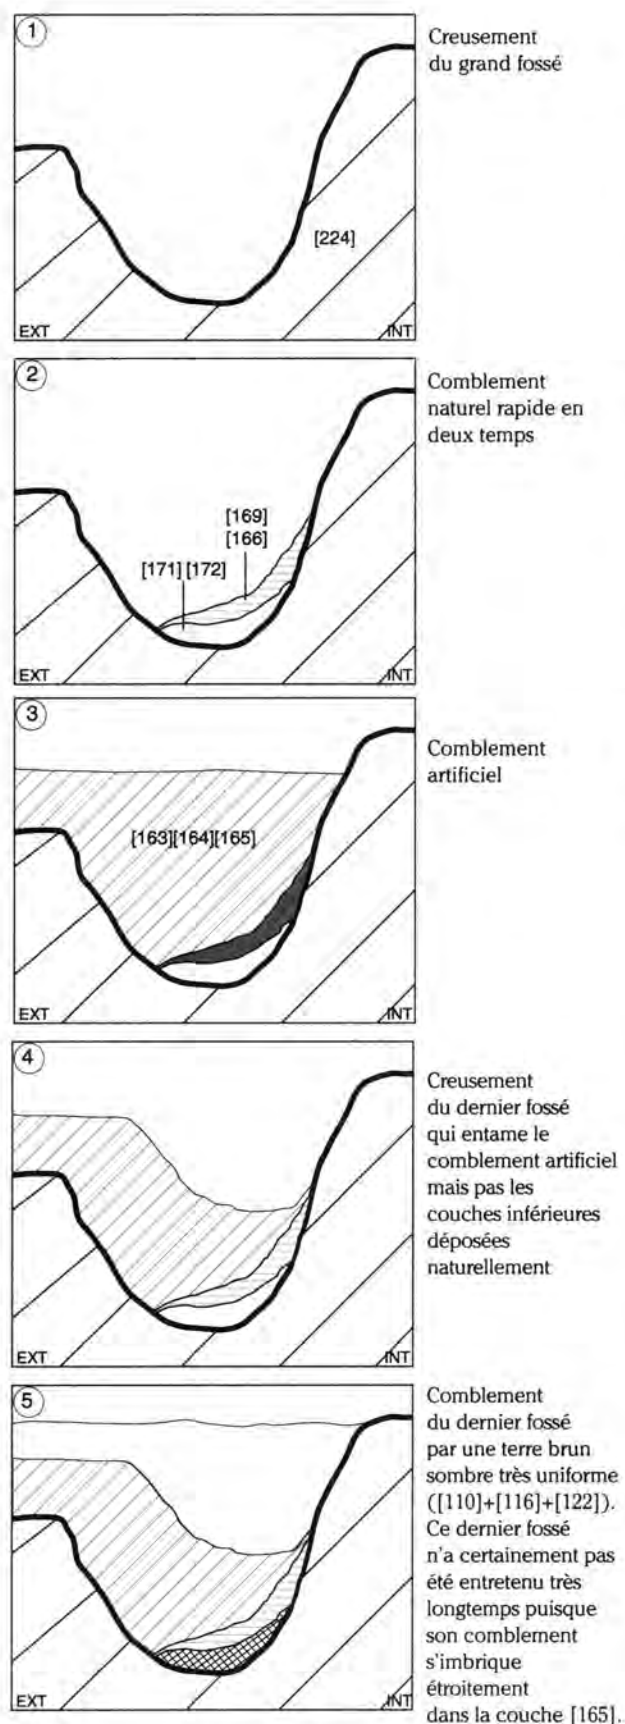 1
Creusement
du grand fossé
[224]
EXT
INT
2
Comblement
naturel rapide en
deux temps
[169]
[166]
[171] [172]
EXT
INT
3
Comblement
artificiel
[163][164][165]
EXT
INT
4
Creusement
du dernier fossé
qui entame le
comblement artificiel
mais pas les
couches inférieures
déposées
naturellement
EXT
INT
5
Comblement
du dernier fossé
par une terre brun
sombre très uniforme
([110]+[116]+[122]).
Ce dernier fossé
n'a certainement pas
été entretenu très
longtemps puisque
son comblement
s'imbrique
étroitement
dans la couche [165].
EXT
INT